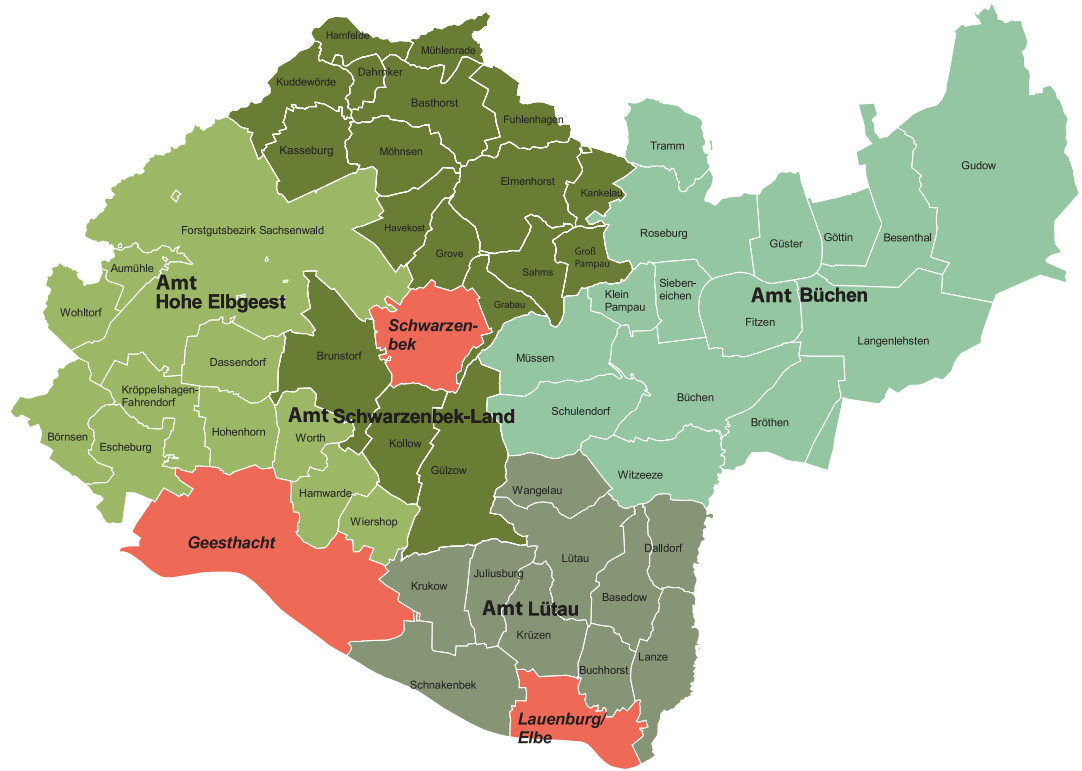 Hamfelde
Mühlenrade
Dahmker
Kuddewörde
Basthorst
Fuhlenhagen
Kasseburg
Möhnsen
Tramm
Gudow
Elmenhorst
Kankelau
Forstgutsbezirk Sachsenwald
Havekost
Roseburg
Güster
Göttin
Besenthal
Grove
Groß
Pampau
Aumühle
Sahms
Amt
Hohe Elbgeest
Sieben-
eichen
Amt Büchen
Klein
Pampau
Grabau
Wohltorf
Schwarzen-
bek
Fitzen
Langenlehsten
Brunstorf
Müssen
Dassendorf
Kröppelshagen-
Fahrendorf
Büchen
Schulendorf
Amt Schwarzenbek-Land
Bröthen
Börnsen
Escheburg
Hohenhorn
Worth
Kollow
Gülzow
Witzeeze
Hamwarde
Wangelau
Wiershop
Geesthacht
Lütau
Dalldorf
Juliusburg
Krukow
Basedow
Amt Lütau
Krüzen
Lanze
Buchhorst
Schnakenbek
Lauenburg/
Elbe